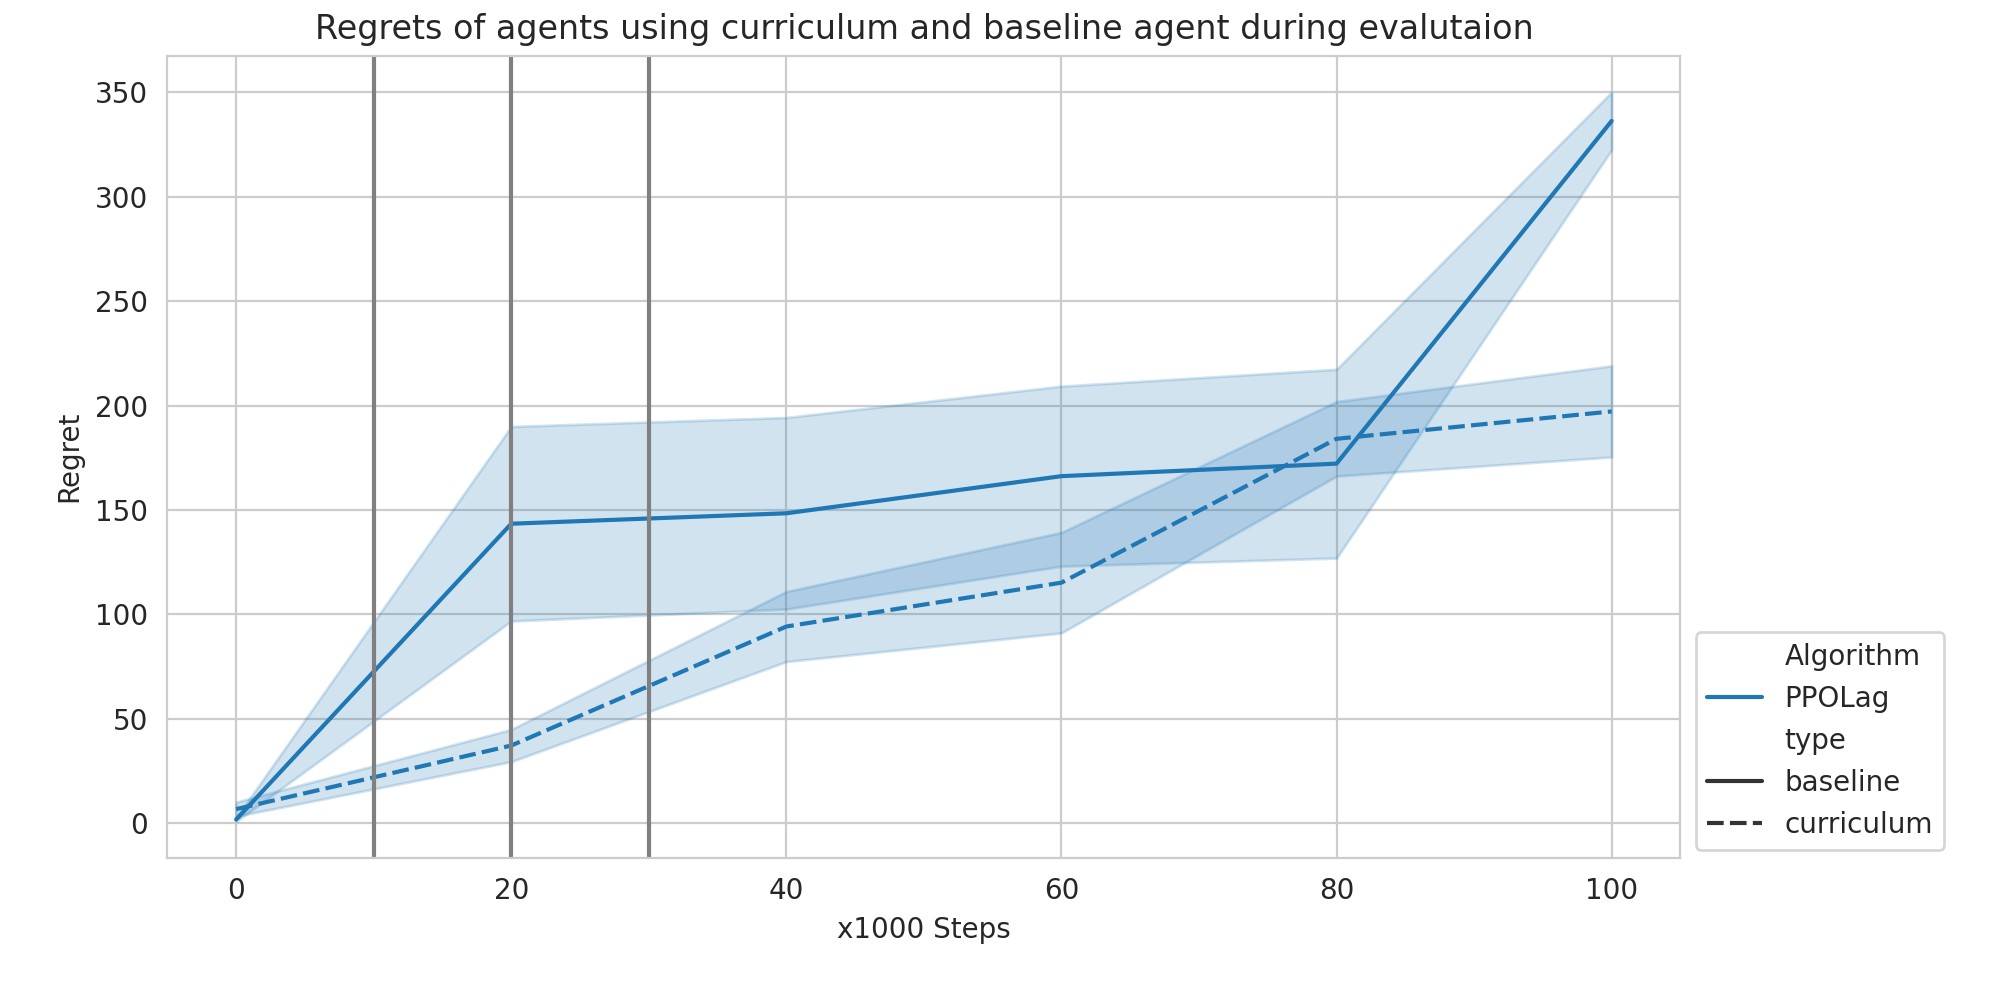 Regrets of agents using curriculum and baseline agent during evalutaion
350
300
250
200
150
100
50
0
Regret
0 20 40 60 80 100
x1000 Steps
Algorithm
PPOLag
type
baseline
curriculum